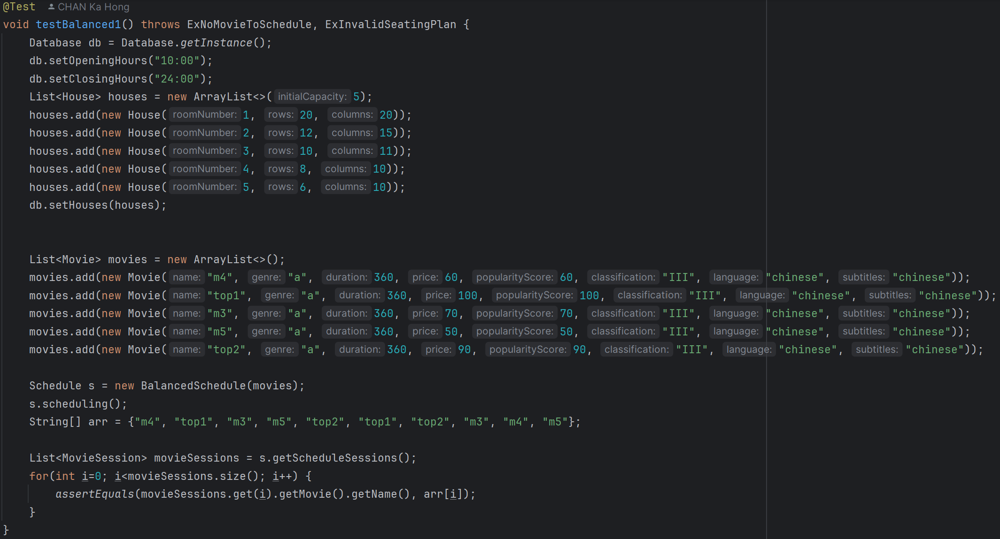 @Test CHAN Ka Hong
void testBalanced1() throws ExNoMovieToSchedule, ExInvalidSeatingPlan {
Database db = Database.getInstance();
db.setOpeningHours("10:00");
db.setClosingHours("24:00");
List<House> houses = new ArrayList<>( initialCapacity: 5);
houses.add(new House( roomNumber: 1, rows: 20, columns: 20));
houses.add(new House( roomNumber: 2, rows: 12, columns: 15));
houses.add(new House( roomNumber: 3, rows: 10, columns: 11));
houses.add(new House( roomNumber: 4, rows: 8, columns: 10));
houses.add(new House( roomNumber: 5, rows: 6, columns: 10));
db.setHouses(houses);
List<Movie> movies = new ArrayList<>();
movies.add(new Movie( name: "m4", genre: "a", duration: 360, price: 60, popularityScore: 60, classification: "III", language: "chinese", subtitles: "chinese"));
movies.add(new Movie( name: "top1", genre: "a", duration: 360, price: 100, popularityScore: 100, classification: "III", language: "chinese", subtitles: "chinese"));
movies.add(new Movie( name: "m3", genre: "a", duration: 360, price: 70, popularityScore: 70, classification: "III", language: "chinese", subtitles: "chinese"));
movies.add(new Movie( name: "m5", genre: "a", duration: 360, price: 50, popularityScore: 50, classification: "III", language: "chinese", subtitles: "chinese"));
movies.add(new Movie( name: "top2", genre: "a", duration: 360, price: 90, popularityScore: 90, classification: "III", language: "chinese", subtitles: "chinese"));
Schedule s = new BalancedSchedule(movies);
s.scheduling();
String[] arr = {"m4", "top1", "m3", "m5", "top2", "top1", "top2", "m3", "m4", "m5"};
List<MovieSession> movieSessions = s.getScheduleSessions();
for(int i=0; i<movieSessions.size(); i++) {
assertEquals(movieSessions.get(i).getMovie().getName(), arr[i]);
}
}